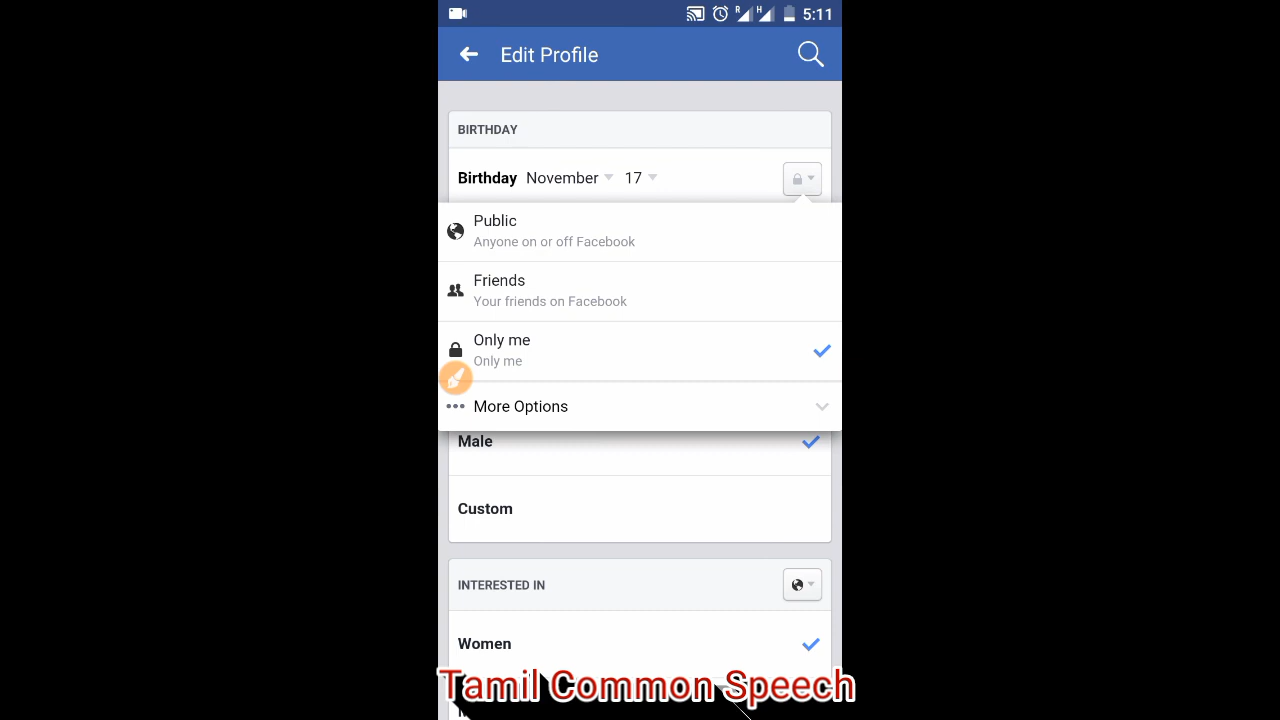 5:11
Edit Profile
BIRTHDAY
Birthday November 17
Public
Anyone on or off Facebook
Friends
Your friends on Facebook
Only me
Only me
More Options
Male
Custom
INTERESTED IN
Women
Tamil Common Speech